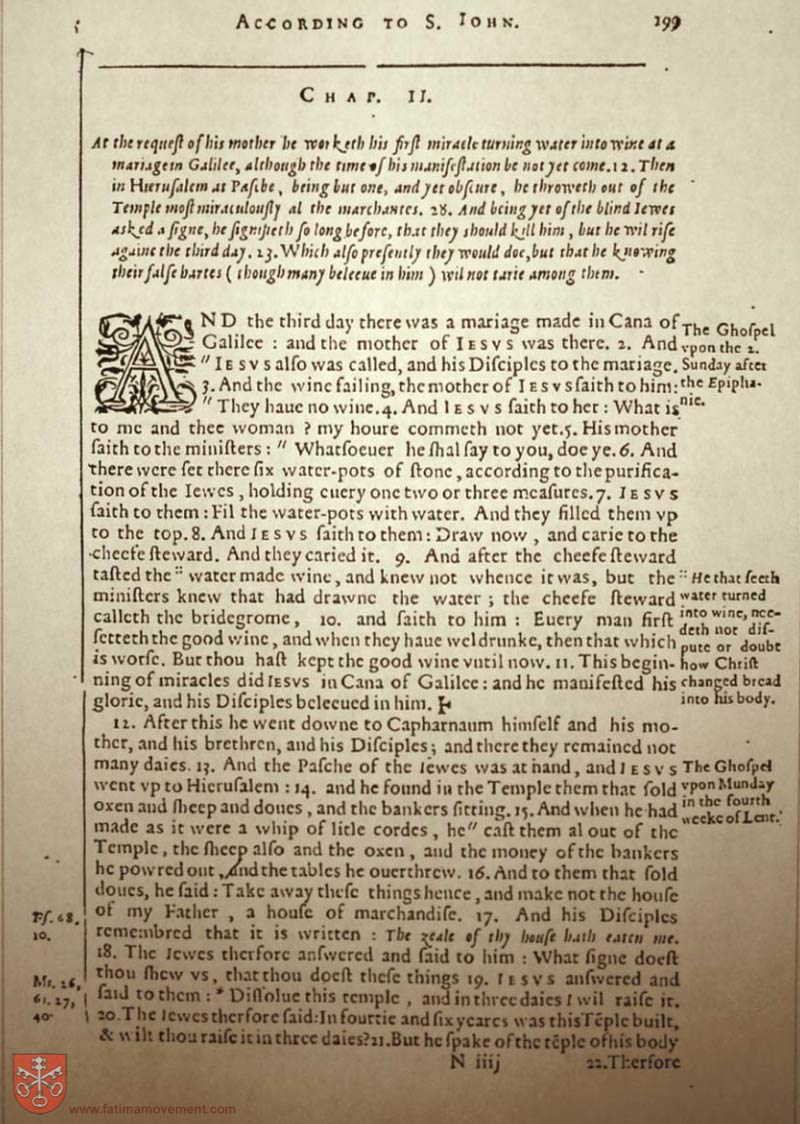 ACCORDING TO S. IOHN. 199
CHAP. II.
At the requeſt of his mother he worketh his firſt miracle turning water into wine at a
mariage in Galilee, although the time of his manifeſtation be not yet come. 12. Then
in Hieruſalem at Paſche, being but one, and yet obſcure, he throweth out of the
Temple moſt miraculouſly al the marchantes. 28. And being yet of the blind Iewes
asked a ſigne, he ſignifieth ſo long before, that they should kill him, but he wil riſe
againe the third day. 23. Which alſo preſently they would doe, but that he knowing
their falſe hartes ( though many beleeue in him ) wil not tarie among them.
AND the third day there was a mariage made in Cana of
Galilee : and the mother of IESVS was there. 2. And
"IESVS alſo was called, and his Diſciples to the mariage.
3. And the wine failing, the mother of IESVS ſaith to him:
" They haue no wine. 4. And IESVS ſaith to her : What is
to me and thee woman ? my houre commeth not yet. 5. His mother
ſaith to the miniſters : " Whatſoeuer he ſhal ſay to you, doe ye. 6. And
there were ſet there ſix water-pots of ſtone, according to the purifica-
tion of the Iewes, holding euery one two or three meaſures. 7. IESVS
ſaith to them : Fil the water-pots with water. And they filled them vp
to the top. 8. And IESVS ſaith to them : Draw now , and carie to the
cheefe ſteward. And they caried it. 9. And after the cheefe ſteward
taſted the :: water made wine, and knew not whence it was, but the
miniſters knew that had drawne the water ; the cheefe ſteward
calleth the bridegrome, 10. and ſaith to him : Euery man firſt
ſetteth the good wine, and when they haue wel drunke, then that which
is worſe. But thou haſt kept the good wine vntil now. 11. This begin-
ning of miracles did IESVS in Cana of Galilee : and he manifeſted his
glorie, and his Diſciples beleeued in him.
12. After this he went downe to Capharnaum himſelf and his mo-
ther, and his brethren, and his Diſciples ; and there they remained not
many daies. 13. And the Paſche of the Iewes was at hand, and IESVS
went vp to Hieruſalem : 14. and he found in the Temple them that ſold
oxen and ſheep and doues, and the bankers ſitting. 15. And when he had
made as it were a whip of litle cordes, he" caſt them al out of the
Temple, the ſheep alſo and the oxen, and the money of the bankers
he powred out, And the tables he ouerthrew. 16. And to them that ſold
doues, he ſaid : Take away theſe things hence, and make not the houſe
of my Father , a houſe of marchandiſe. 17. And his Diſciples
remembred that it is written : The zeale of thy houſe hath eaten me.
18. The Iewes therfore anſwered and ſaid to him : What ſigne doeſt
thou ſhew vs, that thou doeſt theſe things 19. IESVS anſwered and
ſaid to them : * Diſſolue this temple , and in three daies I wil raiſe it.
20. The Iewes therfore ſaid: In fourtie and ſix yeares was this Tēple built,
& wilt thou raiſe it in three daies? 21. But he ſpake of the tēple of his body
N iiij 22. Therfore
The Ghoſpel
vpon the 2.
Sunday after
the Epipha-
nie.
:: He that ſeeth
water turned
into wine, nee-
deth not diſ-
pute or doubt
how Chriſt
changed bread
into his body.
The Ghoſpel
vpon Munday
in the fourth
weeke of Lent.
Pſ. 68,
10.
Mt. 26,
61. 27,
40.
www.fatimamovement.com